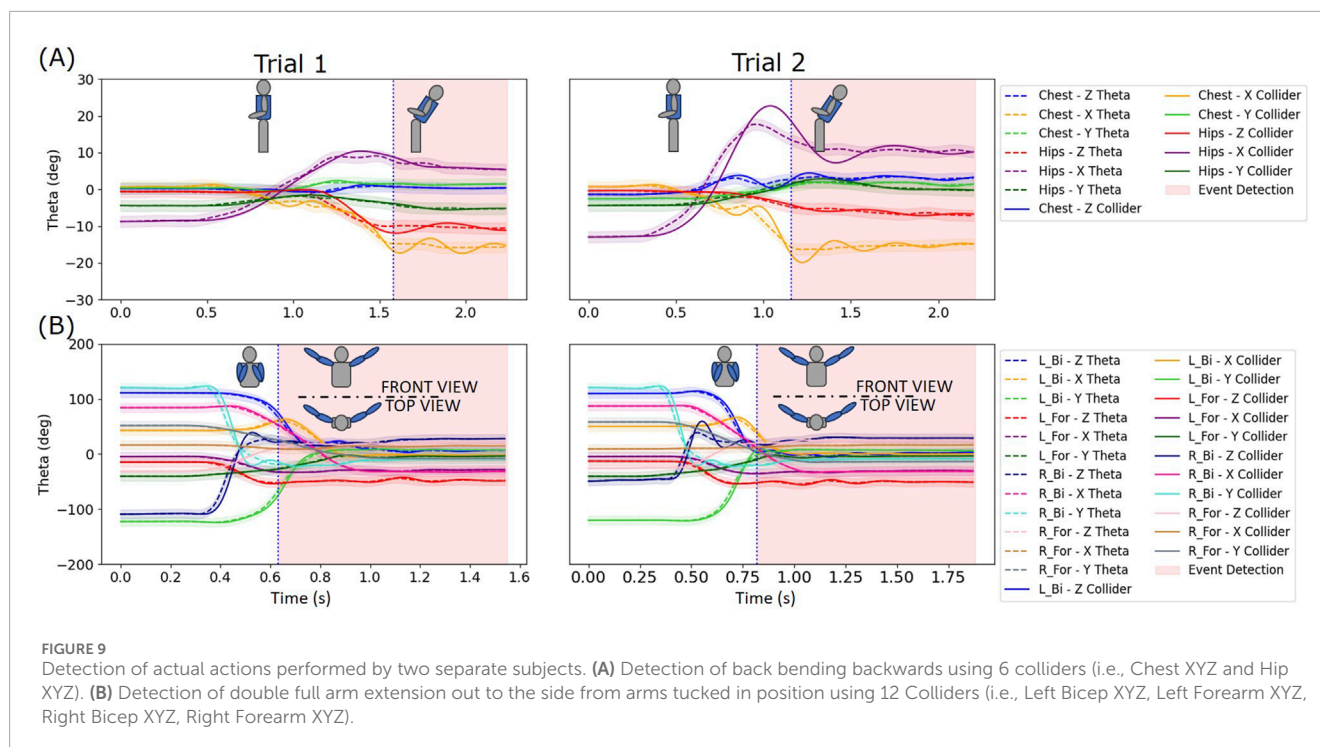 (A)
Trial 1
Trial 2
Theta (deg)
30
20
10
0
−10
−20
−30
0.0 0.5 1.0 1.5 2.0
0.0 0.5 1.0 1.5 2.0
Chest - Z Theta
Chest - X Theta
Chest - Y Theta
Hips - Z Theta
Hips - X Theta
Hips - Y Theta
Chest - Z Collider
Chest - X Collider
Chest - Y Collider
Hips - Z Collider
Hips - X Collider
Hips - Y Collider
Event Detection
(B)
Theta (deg)
200
100
0
−100
−200
FRONT VIEW
TOP VIEW
FRONT VIEW
TOP VIEW
0.0 0.2 0.4 0.6 0.8 1.0 1.2 1.4 1.6
Time (s)
0.00 0.25 0.50 0.75 1.00 1.25 1.50 1.75
Time (s)
L_Bi - Z Theta
L_Bi - X Theta
L_Bi - Y Theta
L_For - Z Theta
L_For - X Theta
L_For - Y Theta
R_Bi - Z Theta
R_Bi - X Theta
R_Bi - Y Theta
R_For - Z Theta
R_For - X Theta
R_For - Y Theta
L_Bi - Z Collider
L_Bi - X Collider
L_Bi - Y Collider
L_For - Z Collider
L_For - X Collider
L_For - Y Collider
R_Bi - Z Collider
R_Bi - X Collider
R_Bi - Y Collider
R_For - Z Collider
R_For - X Collider
R_For - Y Collider
Event Detection
FIGURE 9
Detection of actual actions performed by two separate subjects. (A) Detection of back bending backwards using 6 colliders (i.e., Chest XYZ and Hip
XYZ). (B) Detection of double full arm extension out to the side from arms tucked in position using 12 Colliders (i.e., Left Bicep XYZ, Left Forearm XYZ,
Right Bicep XYZ, Right Forearm XYZ).